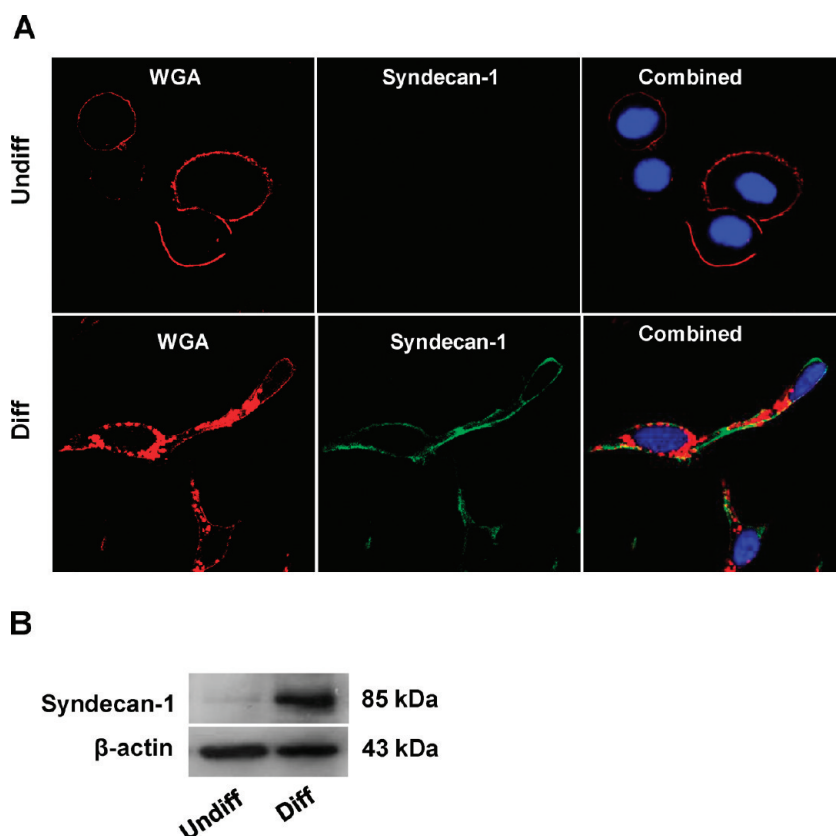 A
WGA Syndecan-1 Combined
Undiff
WGA Syndecan-1 Combined
Diff
B
Syndecan-1 85 kDa
β-actin 43 kDa
Undiff Diff